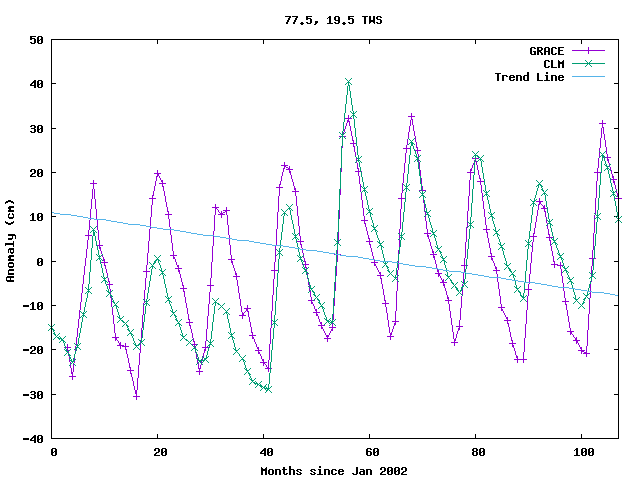 77.5, 19.5 TWS
GRACE
CLM
Trend Line
Anomaly (cm)
50
40
30
20
10
0
-10
-20
-30
-40
0 20 40 60 80 100
Months since Jan 2002